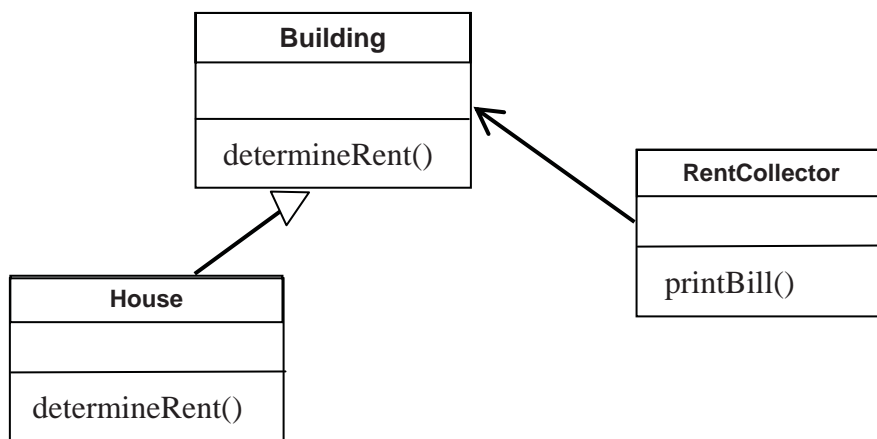 Building
determineRent()
RentCollector
printBill()
House
determineRent()